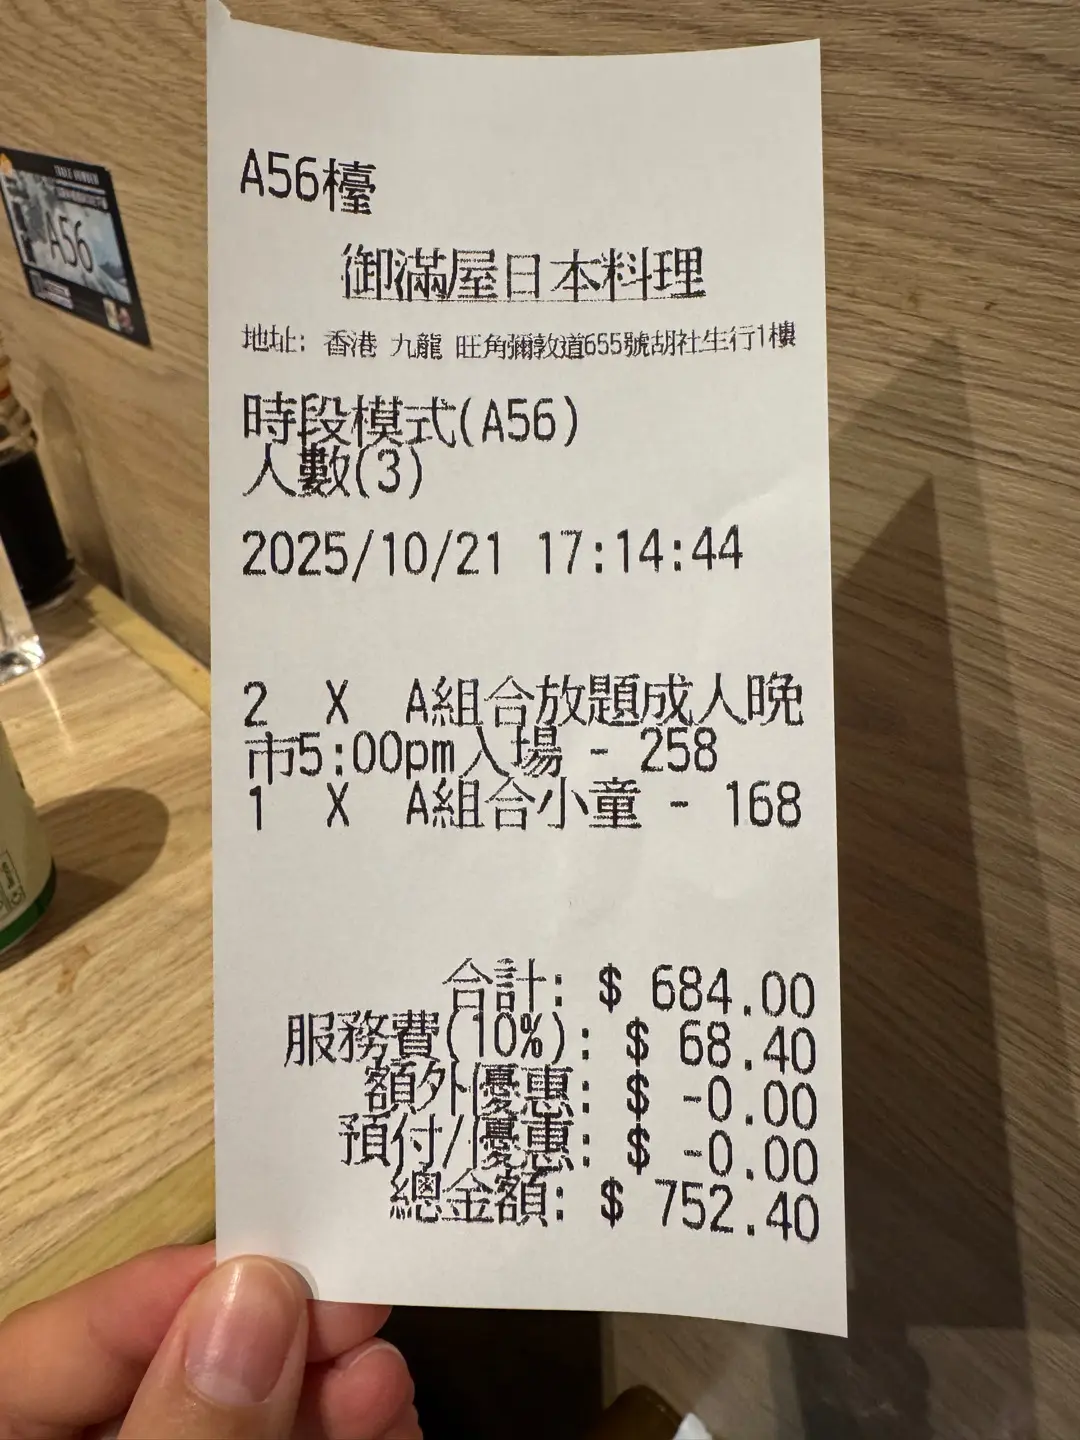 A56檯
御滿屋日本料理
地址: 香港 九龍 旺角彌敦道655號胡社生行1樓
時段模式(A56)
人數(3)
2025/10/21 17:14:44
2 X A組合放題成人晚
市5:00pm入場 - 258
1 X A組合小童 - 168
合計: $ 684.00
服務費(10%): $ 68.40
額外優惠: $ -0.00
預付/優惠: $ -0.00
總金額: $ 752.40
A56